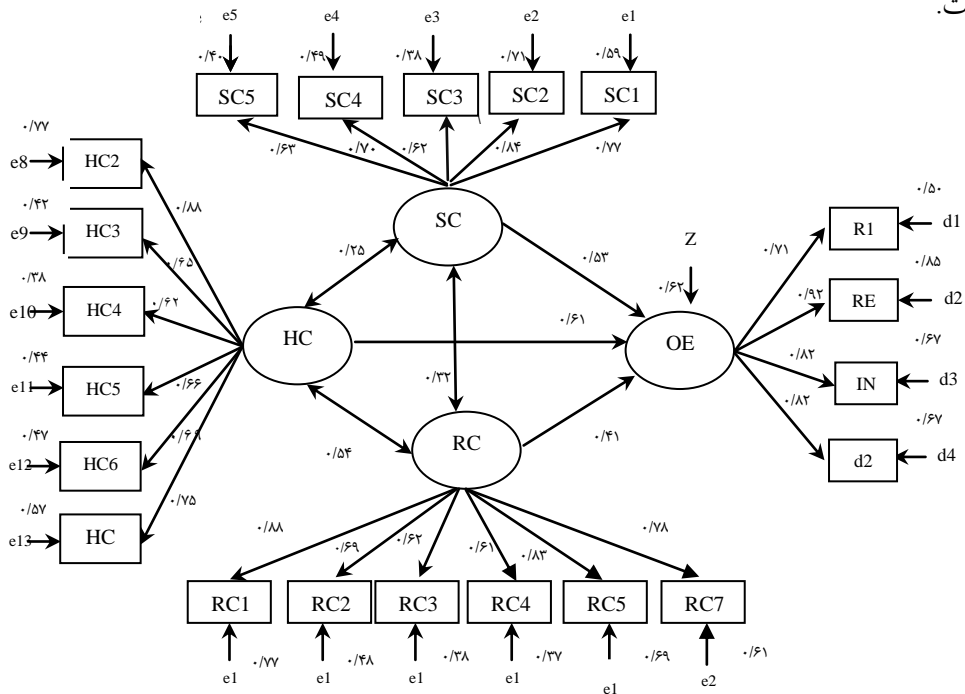 ت.
e5 e4 e3 e2 e1
۰/۴۰ ۰/۴۹ ۰/۳۸ ۰/۷۱ ۰/۵۹
SC5 SC4 SC3 SC2 SC1
۰/۶۳ ۰/۷۰ ۰/۶۲ ۰/۸۴ ۰/۷۷
۰/۷۷
e8 HC2
۰/۸۸
۰/۴۲
e9 HC3
۰/۶۵
۰/۳۸
e10 HC4
۰/۶۲
۰/۴۴
e11 HC5
۰/۶۶
۰/۴۷
e12 HC6
۰/۶۹
۰/۵۷
e13 HC
۰/۷۵
SC
۰/۲۵ ۰/۵۳
Z
۰/۶۲
HC ۰/۶۱ OE
۰/۳۲
۰/۵۴ RC ۰/۴۱
۰/۵۰
۰/۷۱ R1 d1
۰/۸۵
۰/۹۲ RE d2
۰/۶۷
۰/۸۲ IN d3
۰/۶۷
۰/۸۲ d2 d4
۰/۸۸ ۰/۶۹ ۰/۶۲ ۰/۶۱ ۰/۸۳ ۰/۷۸
RC1 RC2 RC3 RC4 RC5 RC7
۰/۷۷ ۰/۴۸ ۰/۳۸ ۰/۳۷ ۰/۶۹ ۰/۶۱
e1 e1 e1 e1 e1 e2